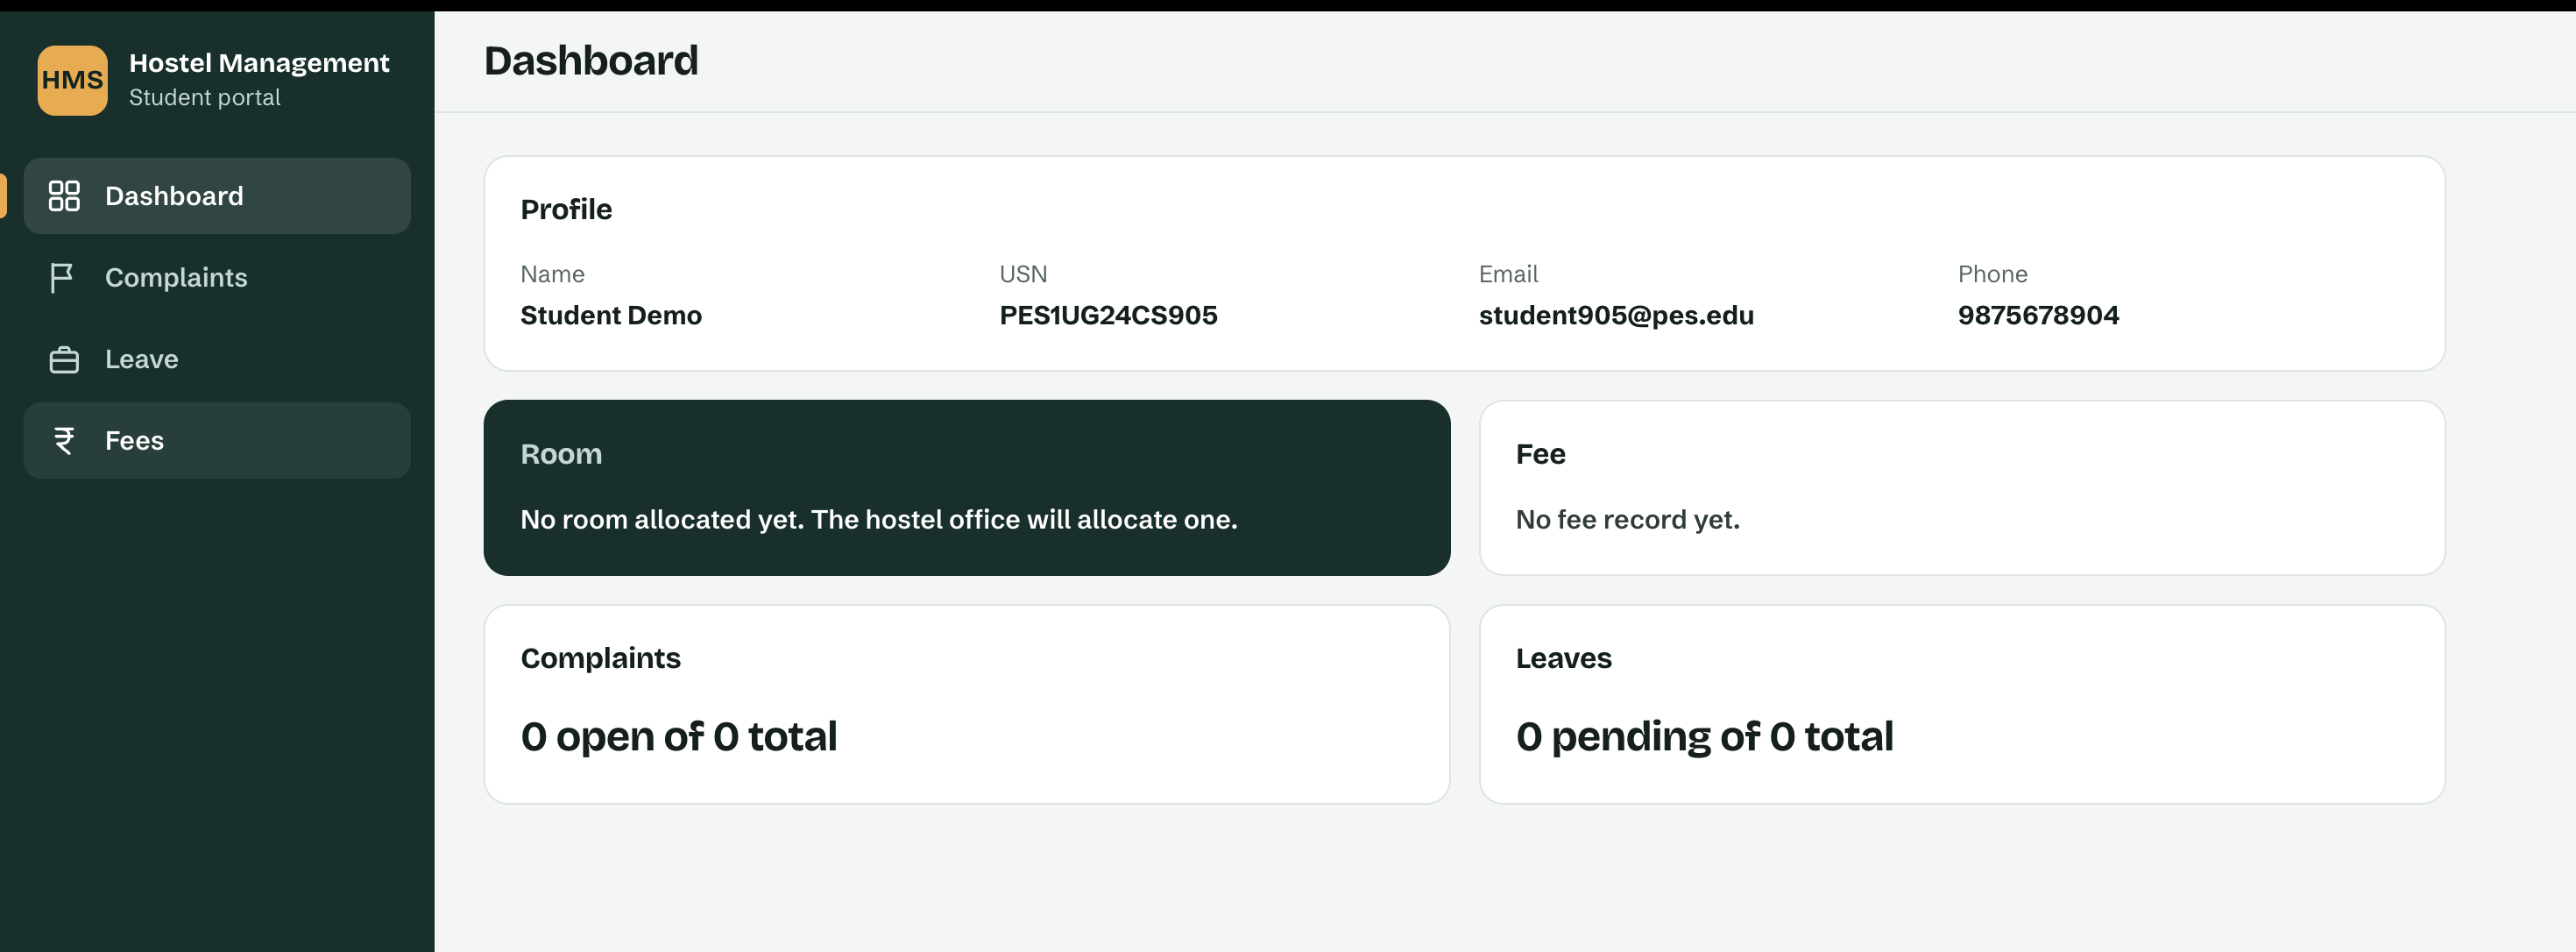 HMS
Hostel Management
Student portal
Dashboard
Complaints
Leave
₹ Fees
Dashboard
Profile
Name
Student Demo
USN
PES1UG24CS905
Email
student905@pes.edu
Phone
9875678904
Room
No room allocated yet. The hostel office will allocate one.
Fee
No fee record yet.
Complaints
0 open of 0 total
Leaves
0 pending of 0 total